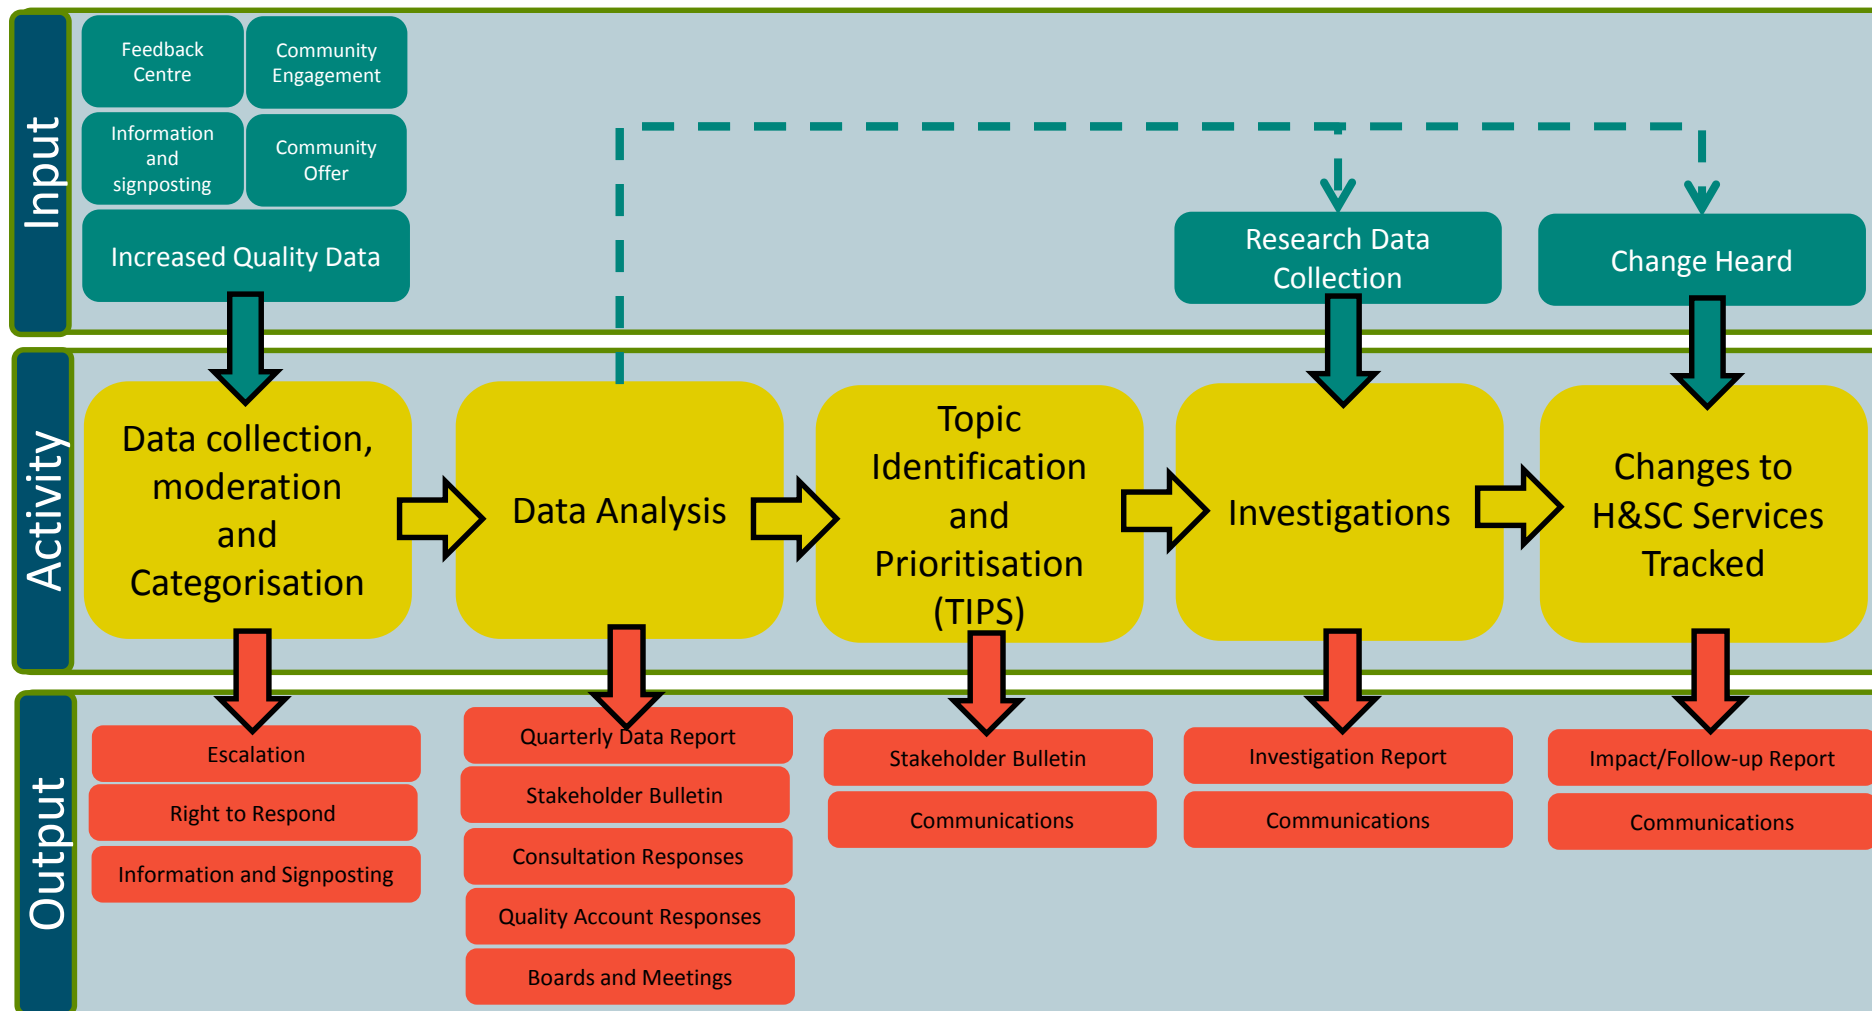 Input
Feedback
Centre
Community
Engagement
Information
and
signposting
Community
Offer
Increased Quality Data
Research Data
Collection
Change Heard
Activity
Data collection,
moderation
and
Categorisation
Data Analysis
Topic
Identification
and
Prioritisation
(TIPS)
Investigations
Changes to
H&SC Services
Tracked
Output
Escalation
Right to Respond
Information and Signposting
Quarterly Data Report
Stakeholder Bulletin
Consultation Responses
Quality Account Responses
Boards and Meetings
Stakeholder Bulletin
Communications
Investigation Report
Communications
Impact/Follow-up Report
Communications